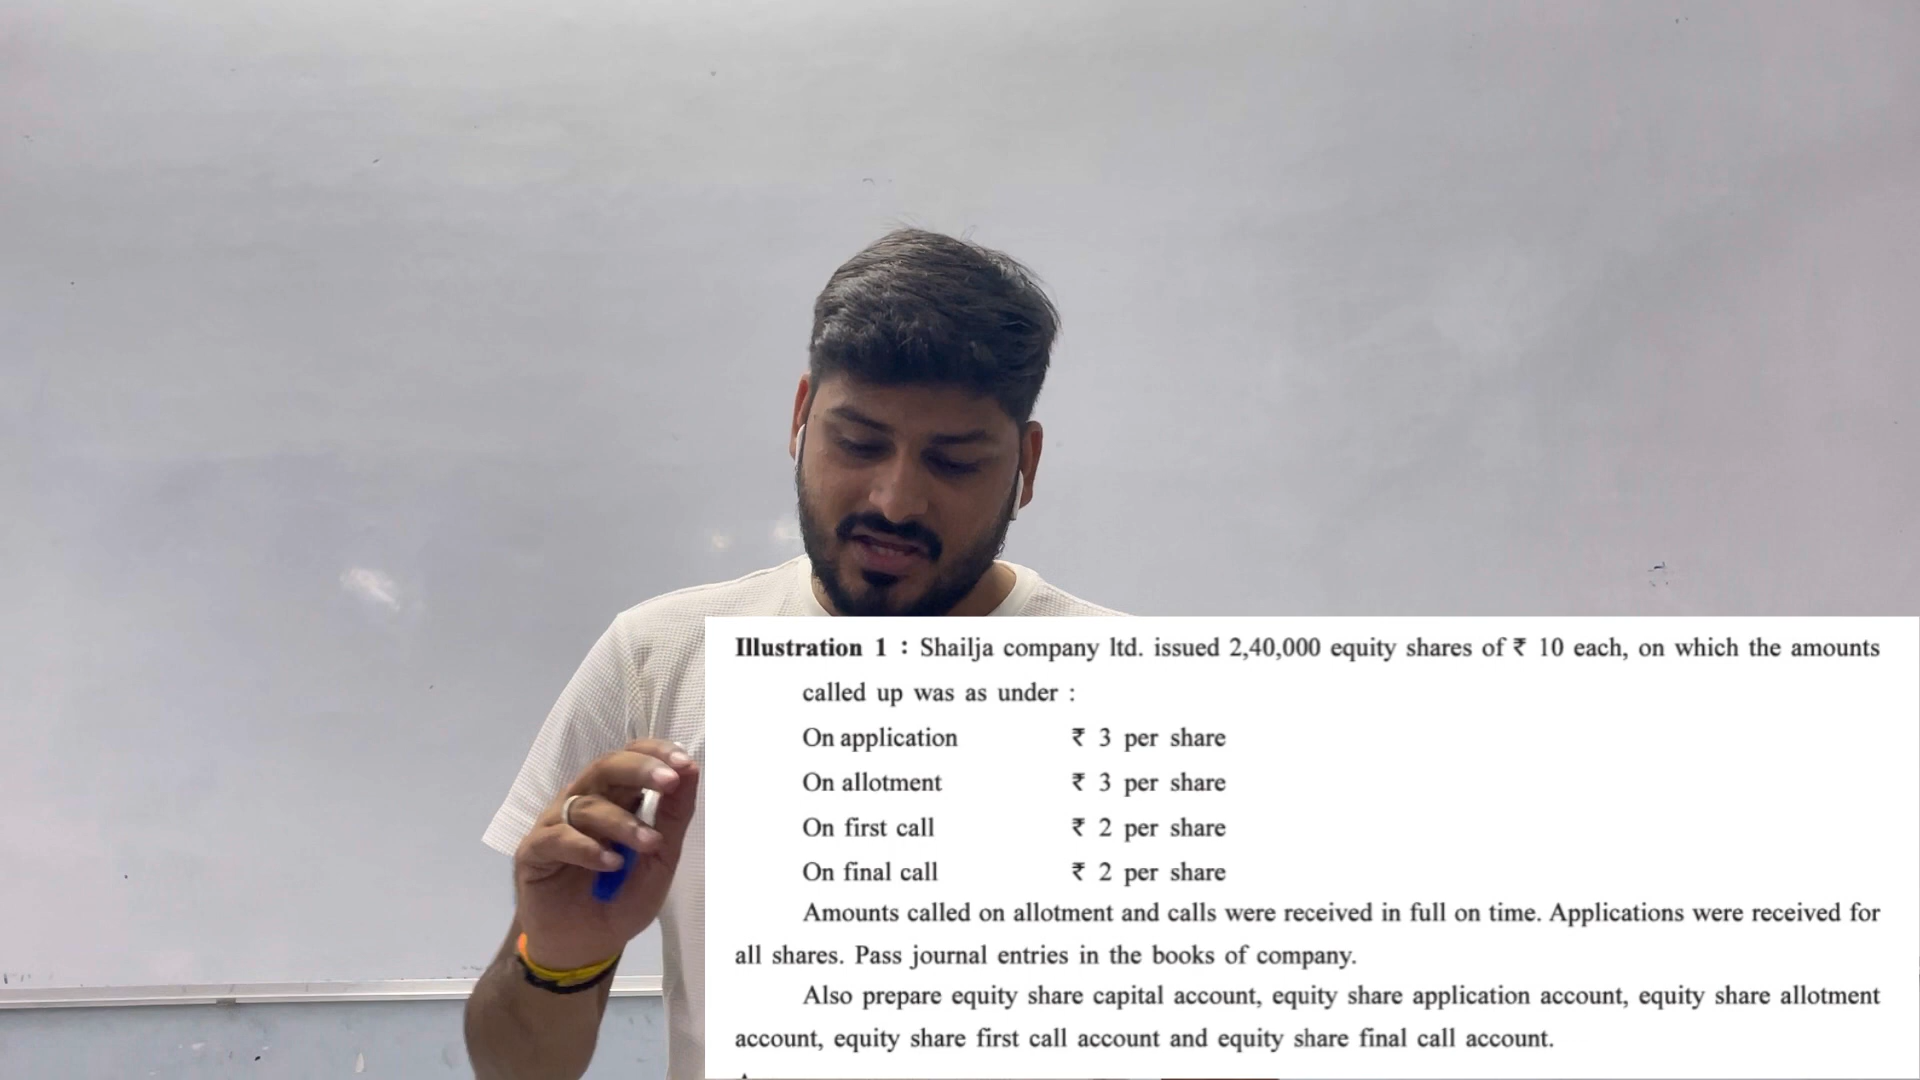 Illustration 1 : Shailja company ltd. issued 2,40,000 equity shares of ₹ 10 each, on which the amounts
called up was as under :
On application ₹ 3 per share
On allotment ₹ 3 per share
On first call ₹ 2 per share
On final call ₹ 2 per share
Amounts called on allotment and calls were received in full on time. Applications were received for
all shares. Pass journal entries in the books of company.
Also prepare equity share capital account, equity share application account, equity share allotment
account, equity share first call account and equity share final call account.